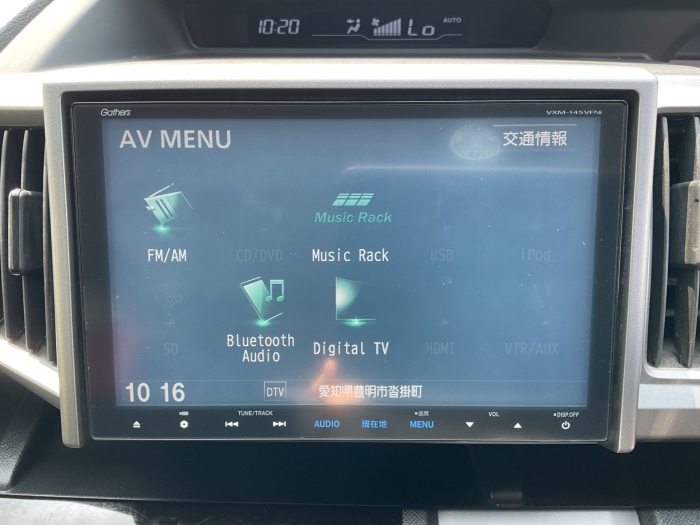 10:20 Lo AUTO
Gathers VXM-145VFNi
AV MENU 交通情報
Music Rack
FM/AM CD/DVD Music Rack USB iPod
SD Bluetooth Audio Digital TV HDMI VTR/AUX
10 16 DTV 愛知県豊明市沓掛町
TUNE/TRACK ●画質 VOL ●DISP.OFF
AUDIO 現在地 MENU